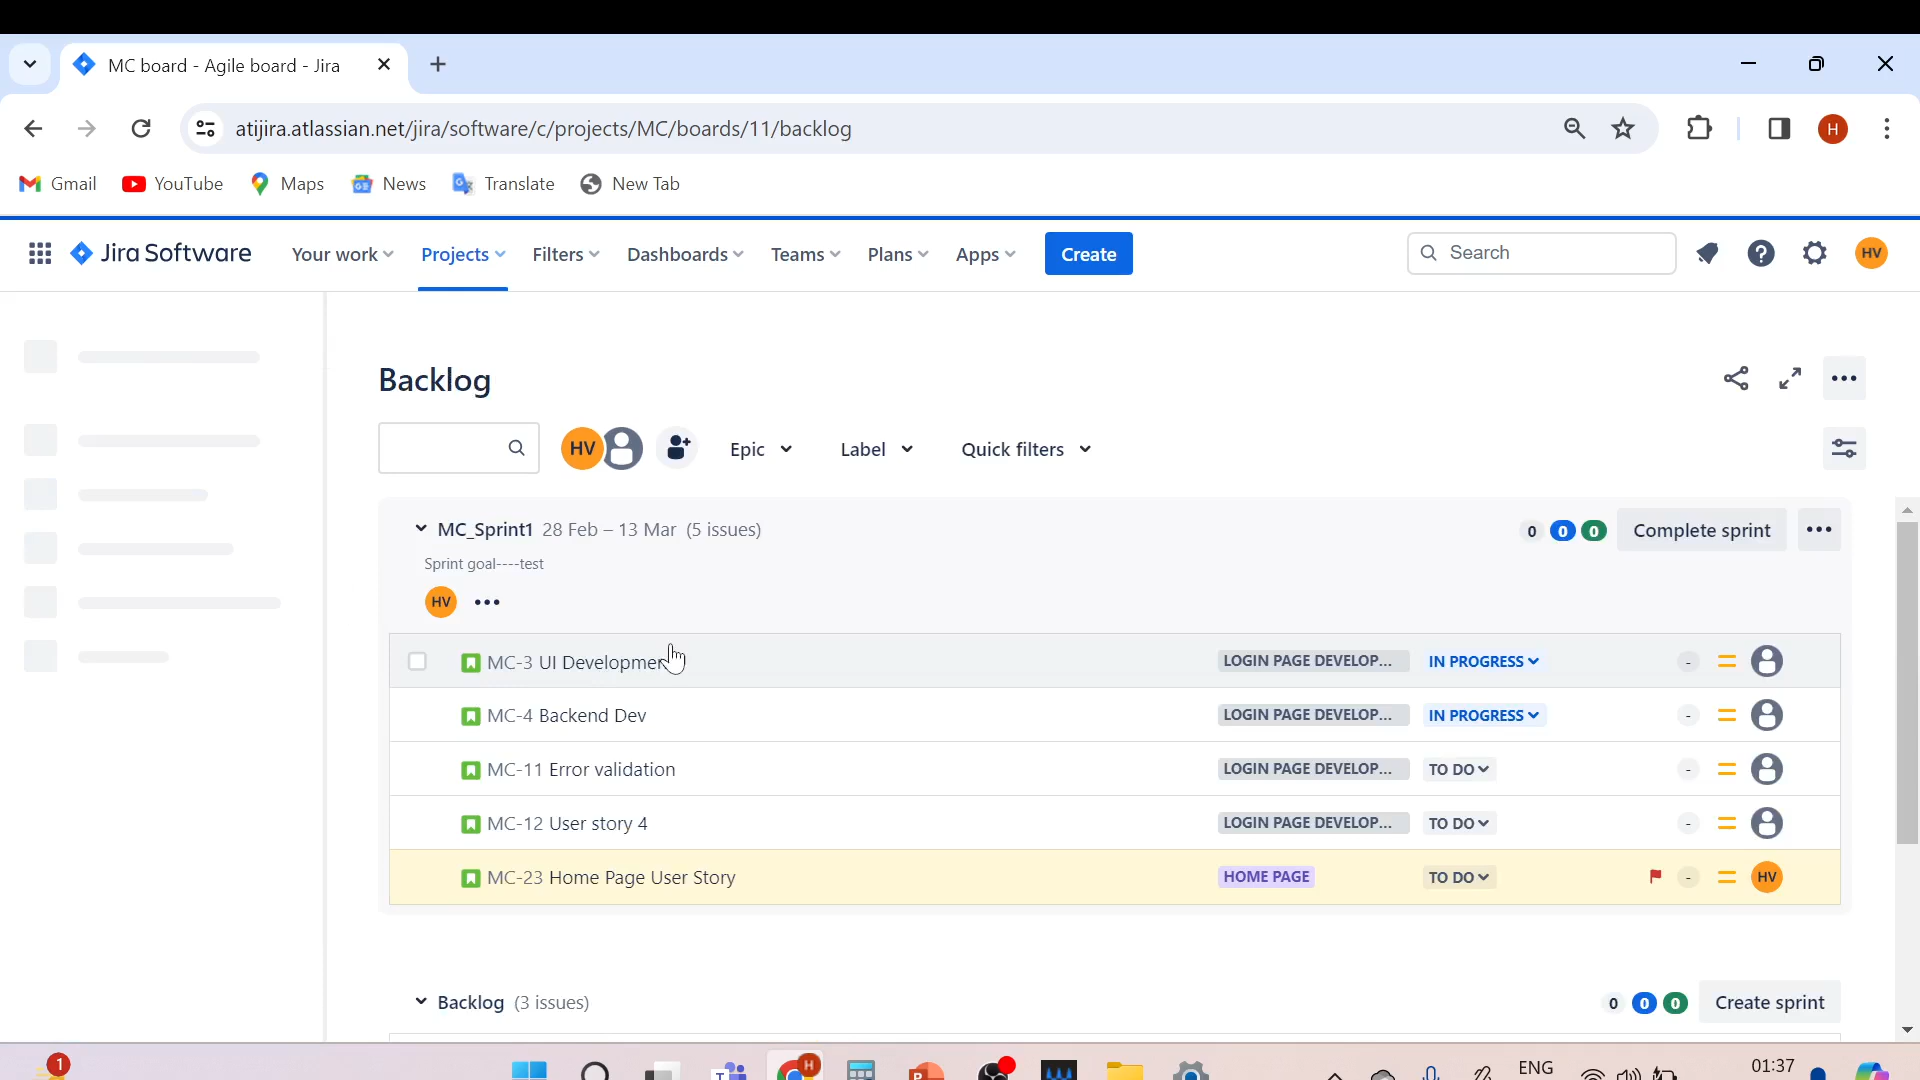 MC board - Agile board - Jira
atijira.atlassian.net/jira/software/c/projects/MC/boards/11/backlog
H
Gmail YouTube Maps News Translate New Tab
Jira Software Your work Projects Filters Dashboards Teams Plans Apps Create Search HV
Backlog
HV Epic Label Quick filters
MC_Sprint1 28 Feb – 13 Mar (5 issues) 0 0 0 Complete sprint
Sprint goal----test
HV
MC-3 UI Developmen LOGIN PAGE DEVELOP... IN PROGRESS -
MC-4 Backend Dev LOGIN PAGE DEVELOP... IN PROGRESS -
MC-11 Error validation LOGIN PAGE DEVELOP... TO DO -
MC-12 User story 4 LOGIN PAGE DEVELOP... TO DO -
MC-23 Home Page User Story HOME PAGE TO DO - HV
Backlog (3 issues) 0 0 0 Create sprint
1 H ENG 01:37